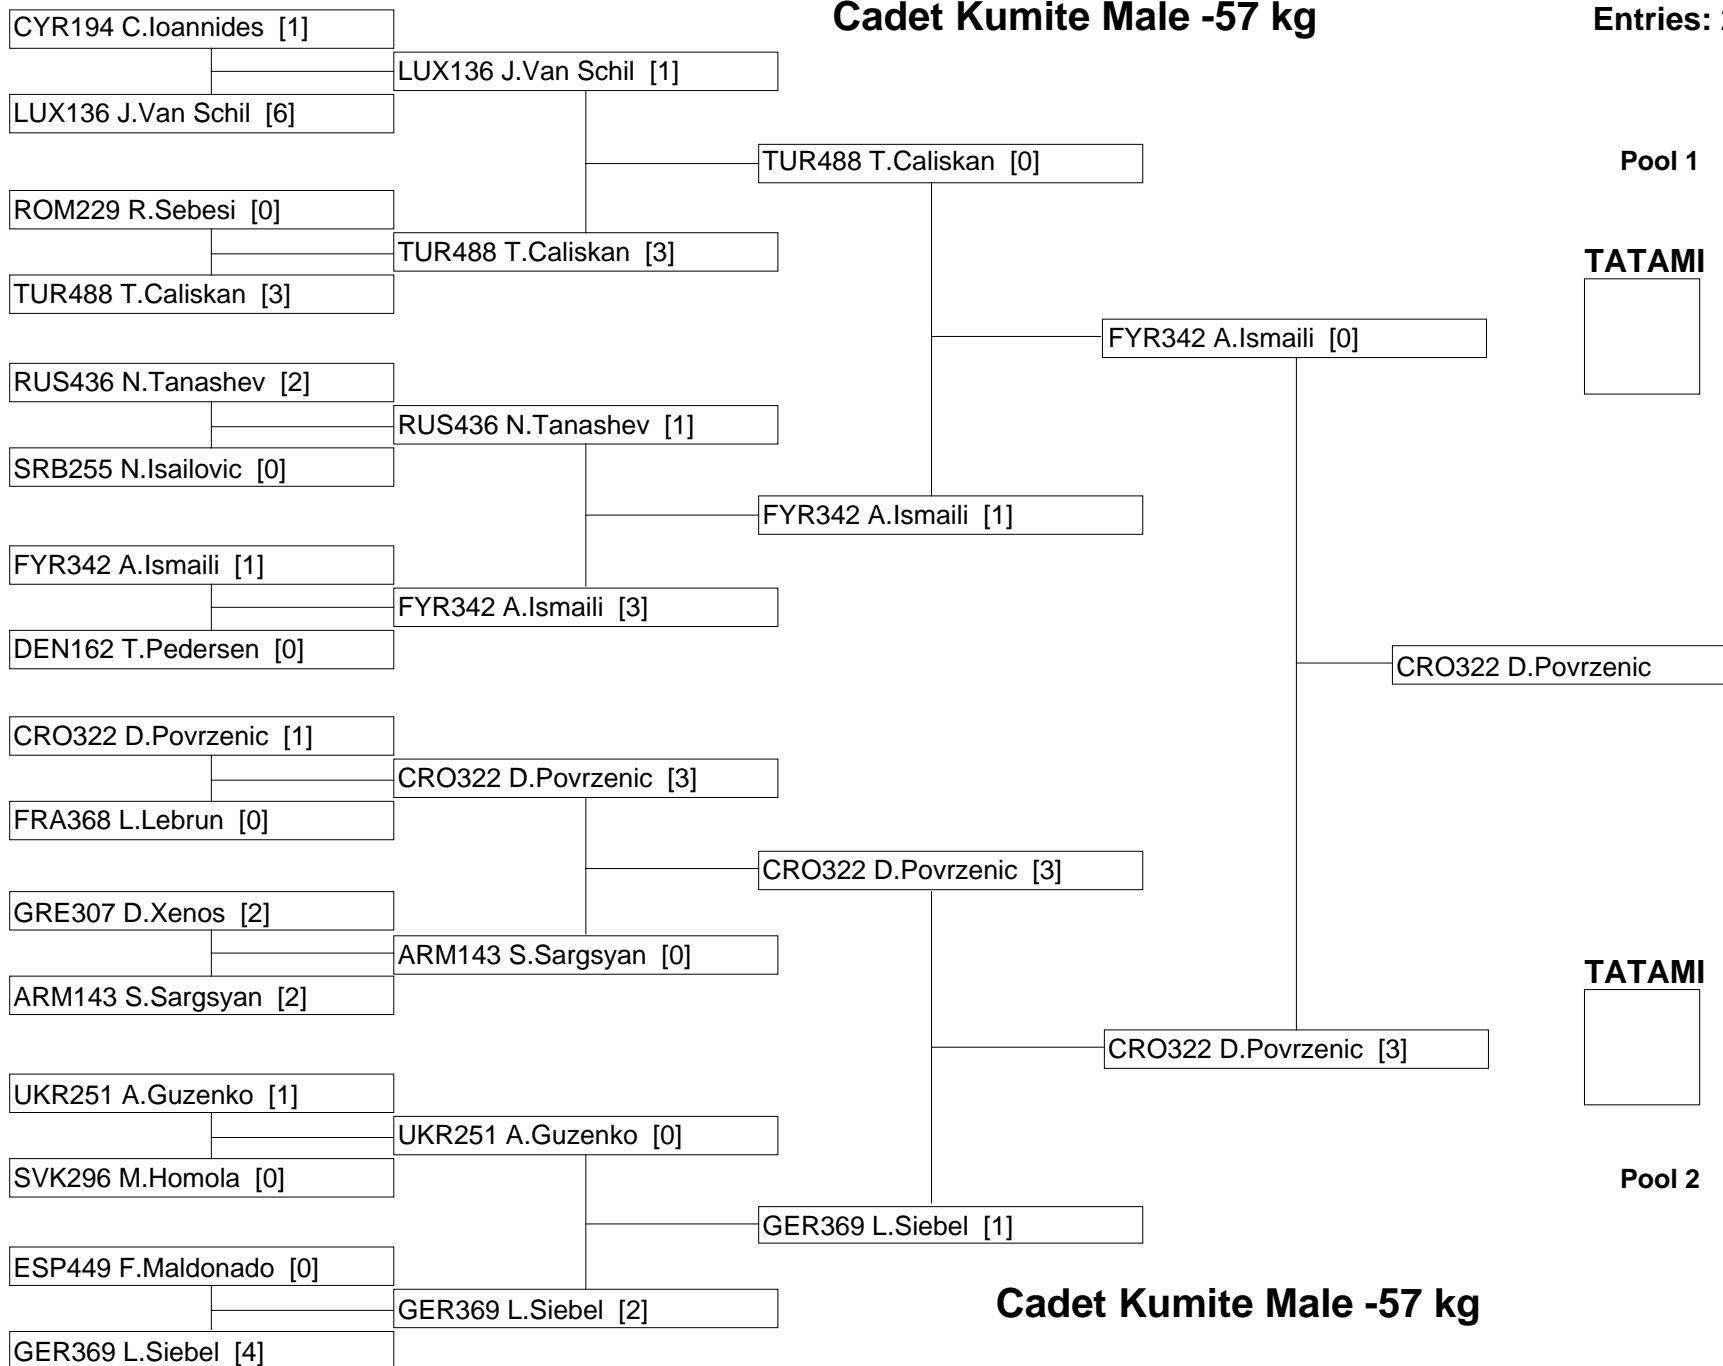 Cadet Kumite Male -57 kg
Entries:
CYR194 C.Ioannides [1]
LUX136 J.Van Schil [1]
LUX136 J.Van Schil [6]
TUR488 T.Caliskan [0]
Pool 1
ROM229 R.Sebesi [0]
TUR488 T.Caliskan [3]
TATAMI
TUR488 T.Caliskan [3]
FYR342 A.Ismaili [0]
RUS436 N.Tanashev [2]
RUS436 N.Tanashev [1]
SRB255 N.Isailovic [0]
FYR342 A.Ismaili [1]
FYR342 A.Ismaili [1]
FYR342 A.Ismaili [3]
DEN162 T.Pedersen [0]
CRO322 D.Povrzenic
CRO322 D.Povrzenic [1]
CRO322 D.Povrzenic [3]
FRA368 L.Lebrun [0]
CRO322 D.Povrzenic [3]
GRE307 D.Xenos [2]
ARM143 S.Sargsyan [0]
TATAMI
ARM143 S.Sargsyan [2]
CRO322 D.Povrzenic [3]
UKR251 A.Guzenko [1]
UKR251 A.Guzenko [0]
SVK296 M.Homola [0]
Pool 2
GER369 L.Siebel [1]
ESP449 F.Maldonado [0]
GER369 L.Siebel [2]
Cadet Kumite Male -57 kg
GER369 L.Siebel [4]